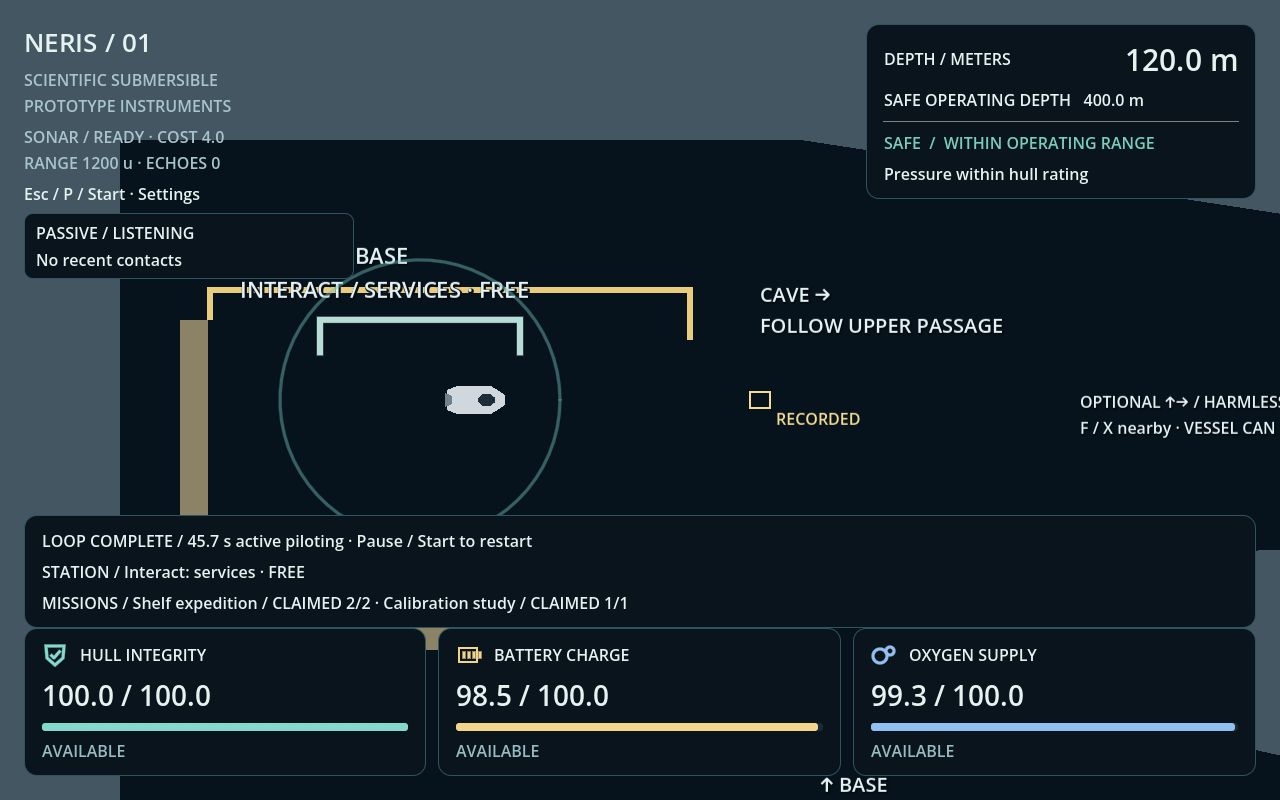 NERIS / 01
SCIENTIFIC SUBMERSIBLE
PROTOTYPE INSTRUMENTS
SONAR / READY · COST 4.0
RANGE 1200 u · ECHOES 0
Esc / P / Start · Settings
PASSIVE / LISTENING
No recent contacts
DEPTH / METERS 120.0 m
SAFE OPERATING DEPTH 400.0 m
SAFE / WITHIN OPERATING RANGE
Pressure within hull rating
BASE
INTERACT / SERVICES · FREE
CAVE →
FOLLOW UPPER PASSAGE
RECORDED
OPTIONAL ↑→ / HARMLESS
F / X nearby · VESSEL CAN
LOOP COMPLETE / 45.7 s active piloting · Pause / Start to restart
STATION / Interact: services · FREE
MISSIONS / Shelf expedition / CLAIMED 2/2 · Calibration study / CLAIMED 1/1
HULL INTEGRITY
100.0 / 100.0
AVAILABLE
BATTERY CHARGE
98.5 / 100.0
AVAILABLE
OXYGEN SUPPLY
99.3 / 100.0
AVAILABLE
↑ BASE